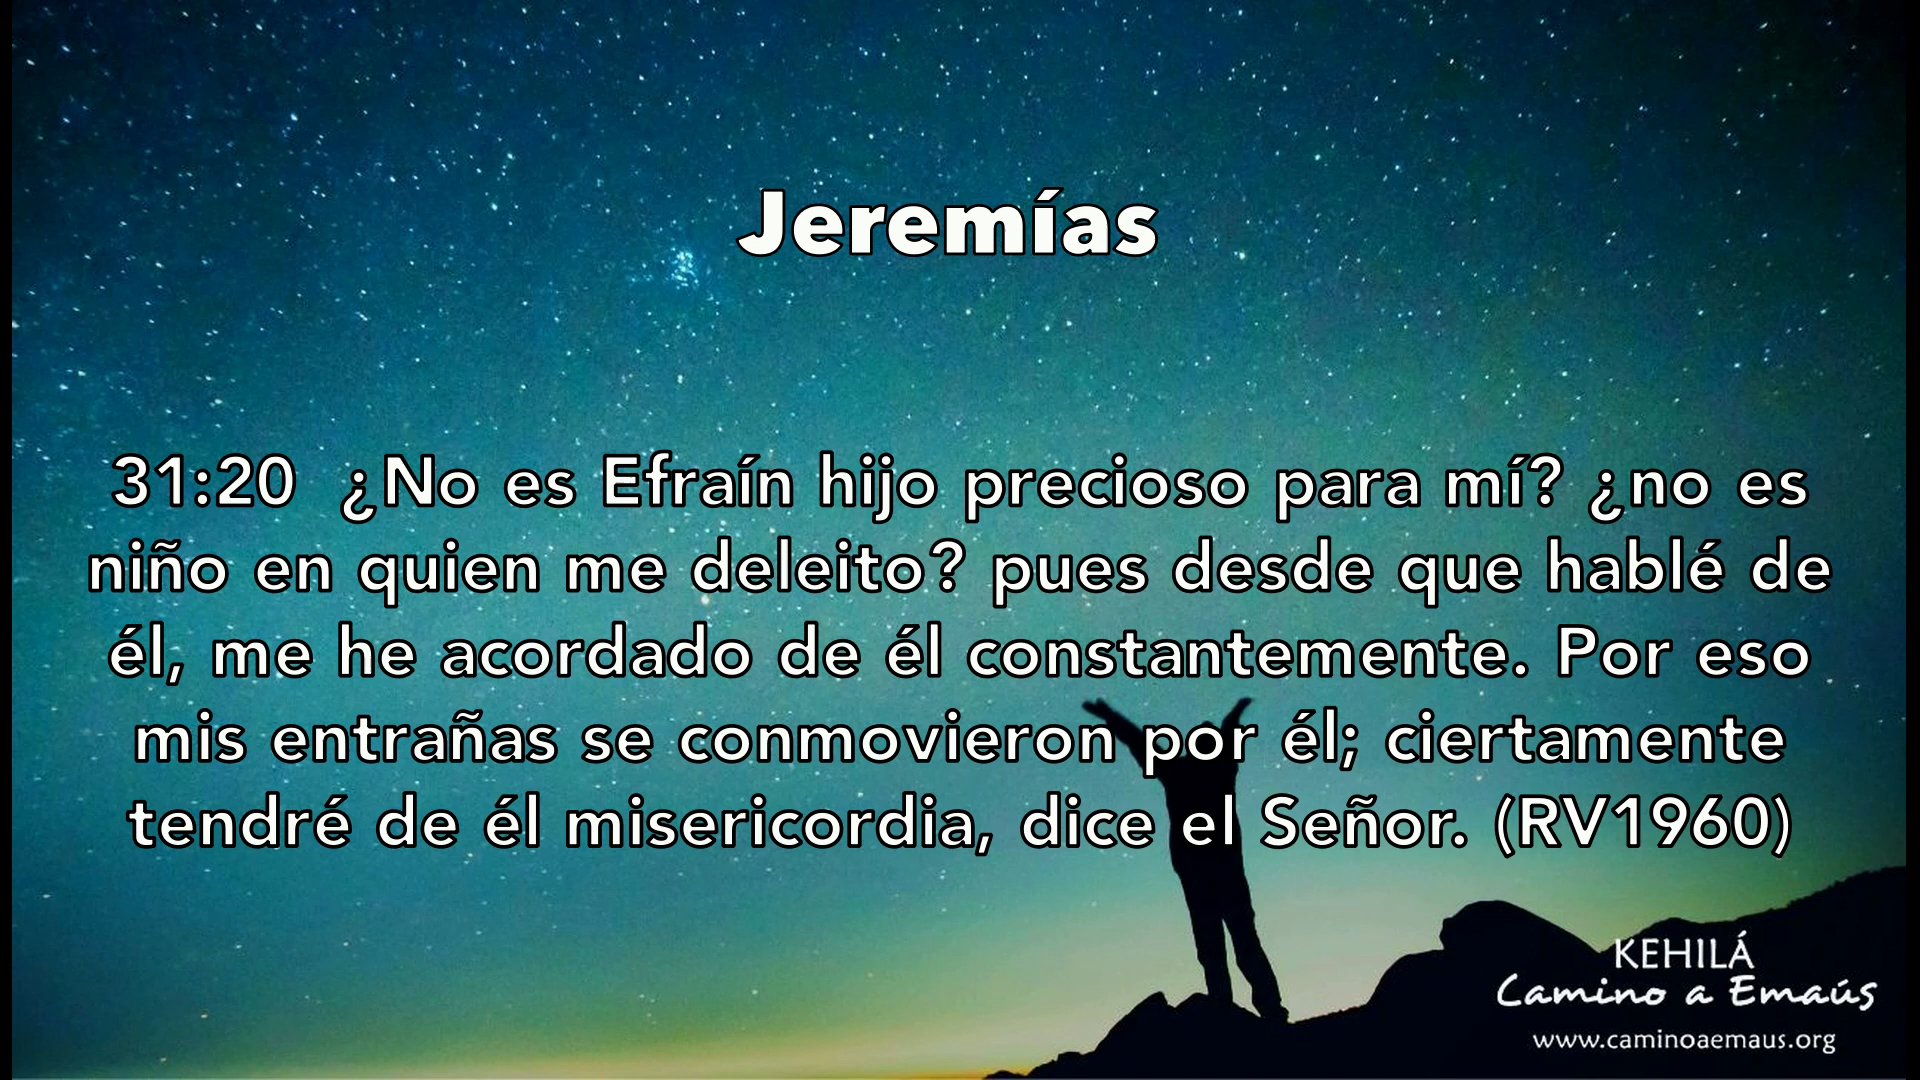 Jeremías
31:20 ¿No es Efraín hijo precioso para mí? ¿no es
niño en quien me deleito? pues desde que hablé de
él, me he acordado de él constantemente. Por eso
mis entrañas se conmovieron por él; ciertamente
tendré de él misericordia, dice el Señor. (RV1960)
KEHILÁ
Camino a Emaús
www.caminoaemaus.org